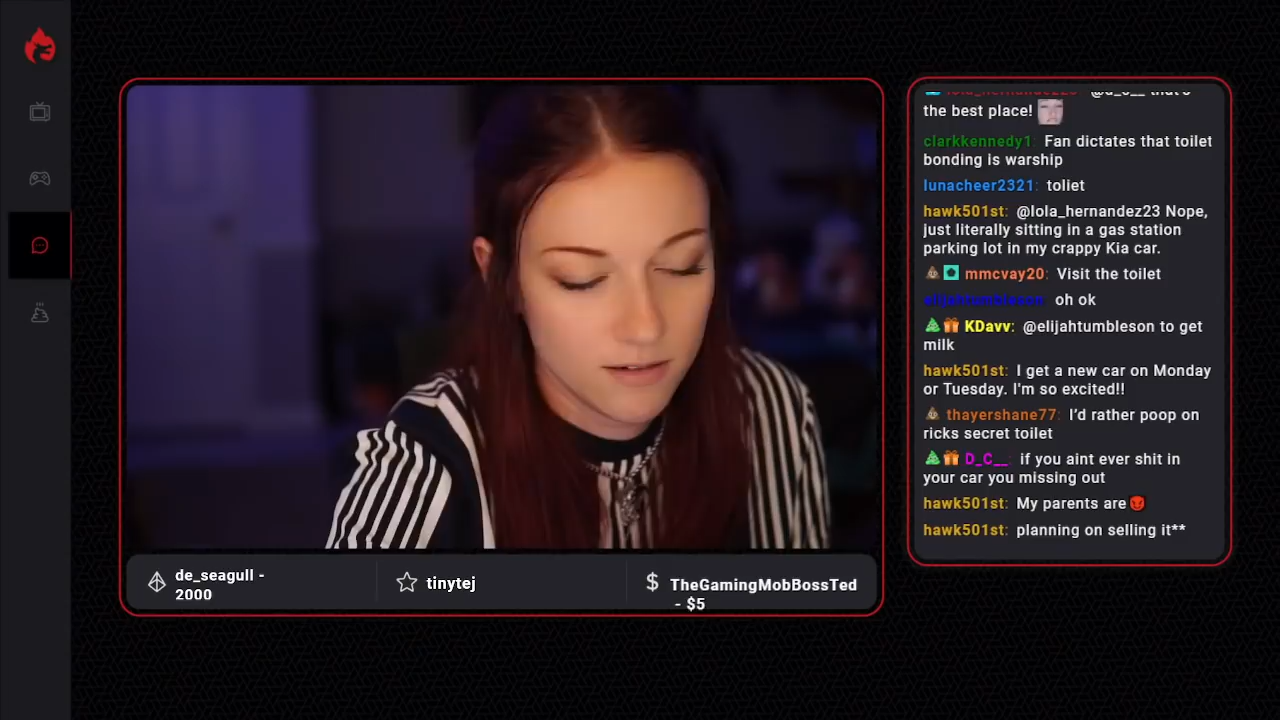 the best place!
clarkkennedy1: Fan dictates that toilet
bonding is warship
lunacheer2321: toliet
hawk501st: @lola_hernandez23 Nope,
just literally sitting in a gas station
parking lot in my crappy Kia car.
mmcvay20: Visit the toilet
elijahtumbleson: oh ok
KDavv: @elijahtumbleson to get
milk
hawk501st: I get a new car on Monday
or Tuesday. I'm so excited!!
thayershane77: I'd rather poop on
ricks secret toilet
D_C__: if you aint ever shit in
your car you missing out
hawk501st: My parents are
hawk501st: planning on selling it**
de_seagull -
2000
tinytej
$ TheGamingMobBossTed
- $5